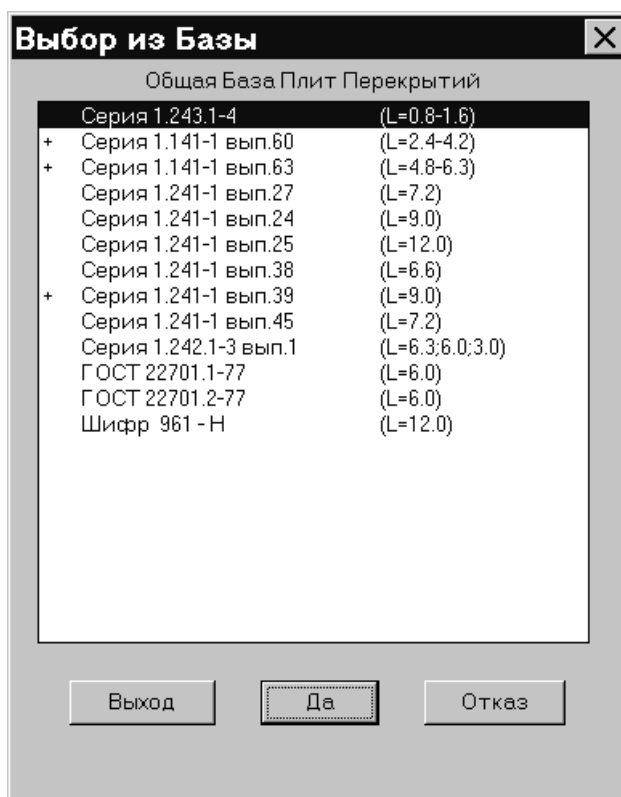 Выбор из Базы
Общая База Плит Перекрытий
Серия 1.243.1-4 (L=0.8-1.6)
+ Серия 1.141-1 вып.60 (L=2.4-4.2)
+ Серия 1.141-1 вып.63 (L=4.8-6.3)
Серия 1.241-1 вып.27 (L=7.2)
Серия 1.241-1 вып.24 (L=9.0)
Серия 1.241-1 вып.25 (L=12.0)
Серия 1.241-1 вып.38 (L=6.6)
+ Серия 1.241-1 вып.39 (L=9.0)
Серия 1.241-1 вып.45 (L=7.2)
Серия 1.242.1-3 вып.1 (L=6.3;6.0;3.0)
ГОСТ 22701.1-77 (L=6.0)
ГОСТ 22701.2-77 (L=6.0)
Шифр 961 - Н (L=12.0)
Выход Да Отказ